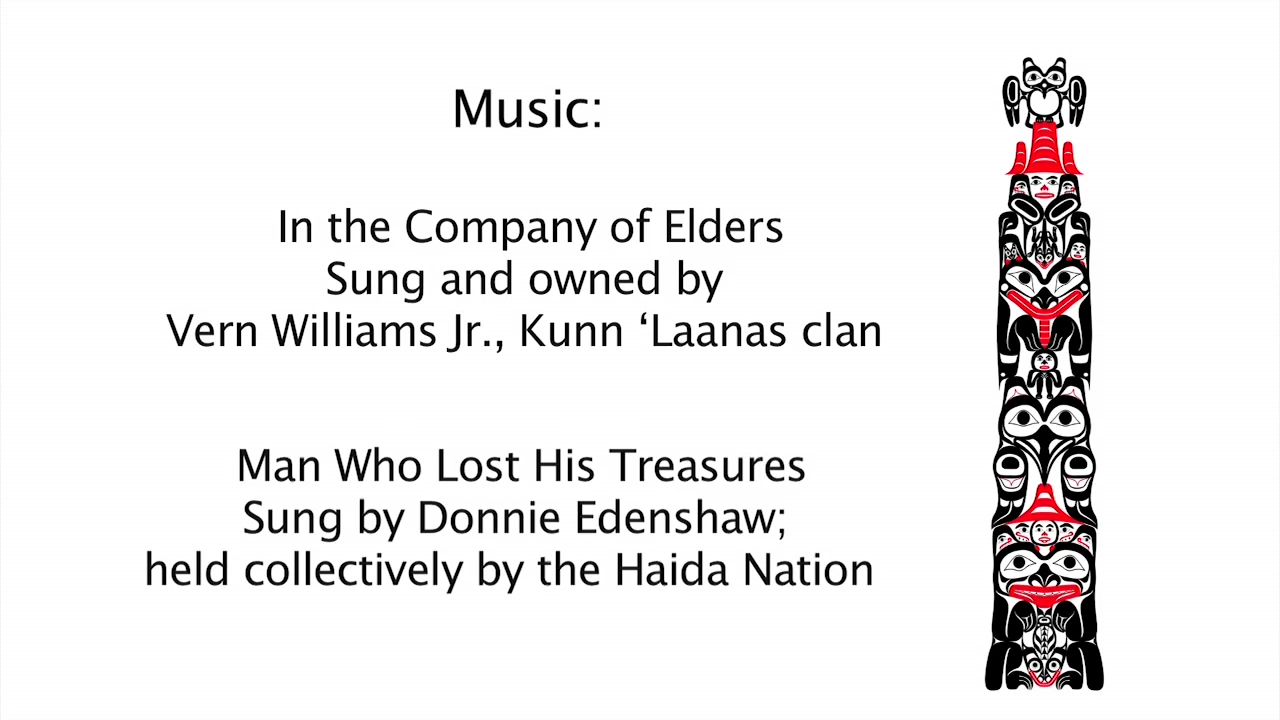 Music:
In the Company of Elders
Sung and owned by
Vern Williams Jr., Kunn ‘Laanas clan
Man Who Lost His Treasures
Sung by Donnie Edenshaw;
held collectively by the Haida Nation